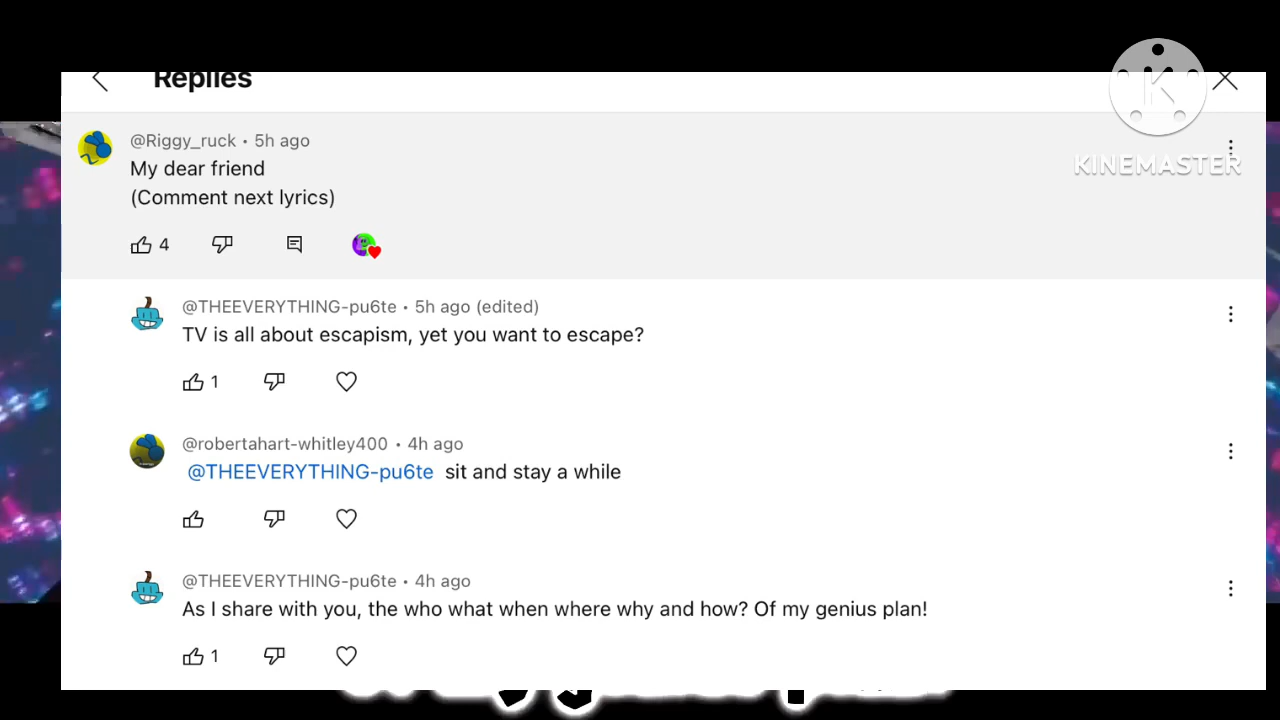 Replies
KINEMASTER
@Riggy_ruck • 5h ago
My dear friend
(Comment next lyrics)
4
@THEEVERYTHING-pu6te • 5h ago (edited)
TV is all about escapism, yet you want to escape?
1
@robertahart-whitley400 • 4h ago
@THEEVERYTHING-pu6te sit and stay a while
@THEEVERYTHING-pu6te • 4h ago
As I share with you, the who what when where why and how? Of my genius plan!
1